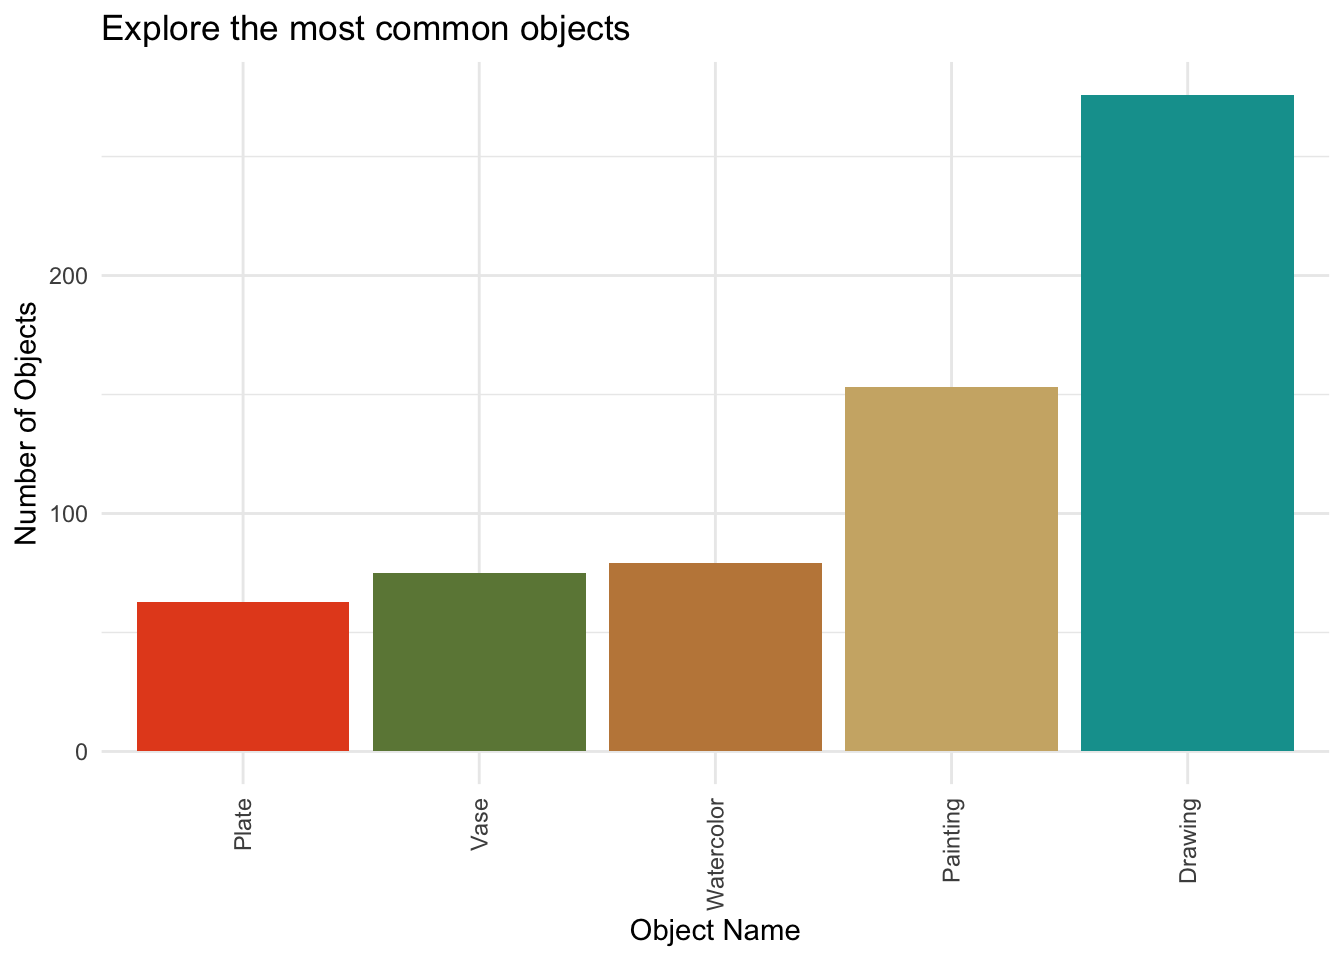 Explore the most common objects
Number of Objects
200
100
0
Plate
Vase
Watercolor
Painting
Drawing
Object Name